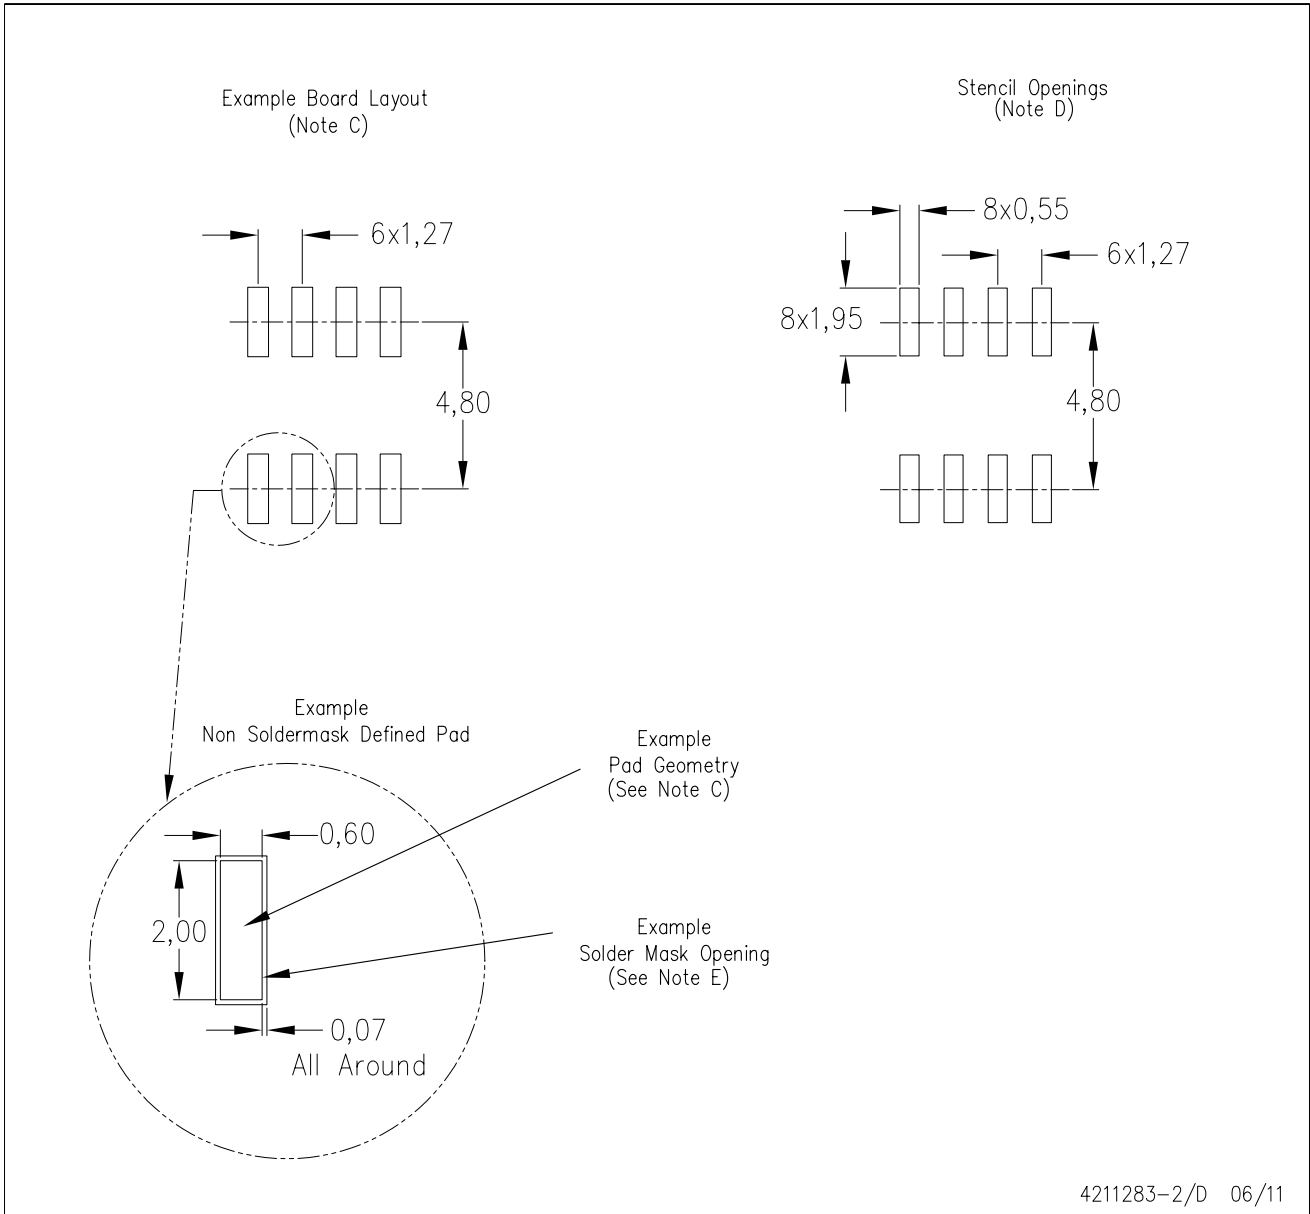 Example Board Layout
(Note C)
Stencil Openings
(Note D)
6x1,27
4,80
8x0,55
6x1,27
8x1,95
4,80
Example
Non Soldermask Defined Pad
Example
Pad Geometry
(See Note C)
0,60
2,00
Example
Solder Mask Opening
(See Note E)
0,07
All Around
4211283-2/D 06/11